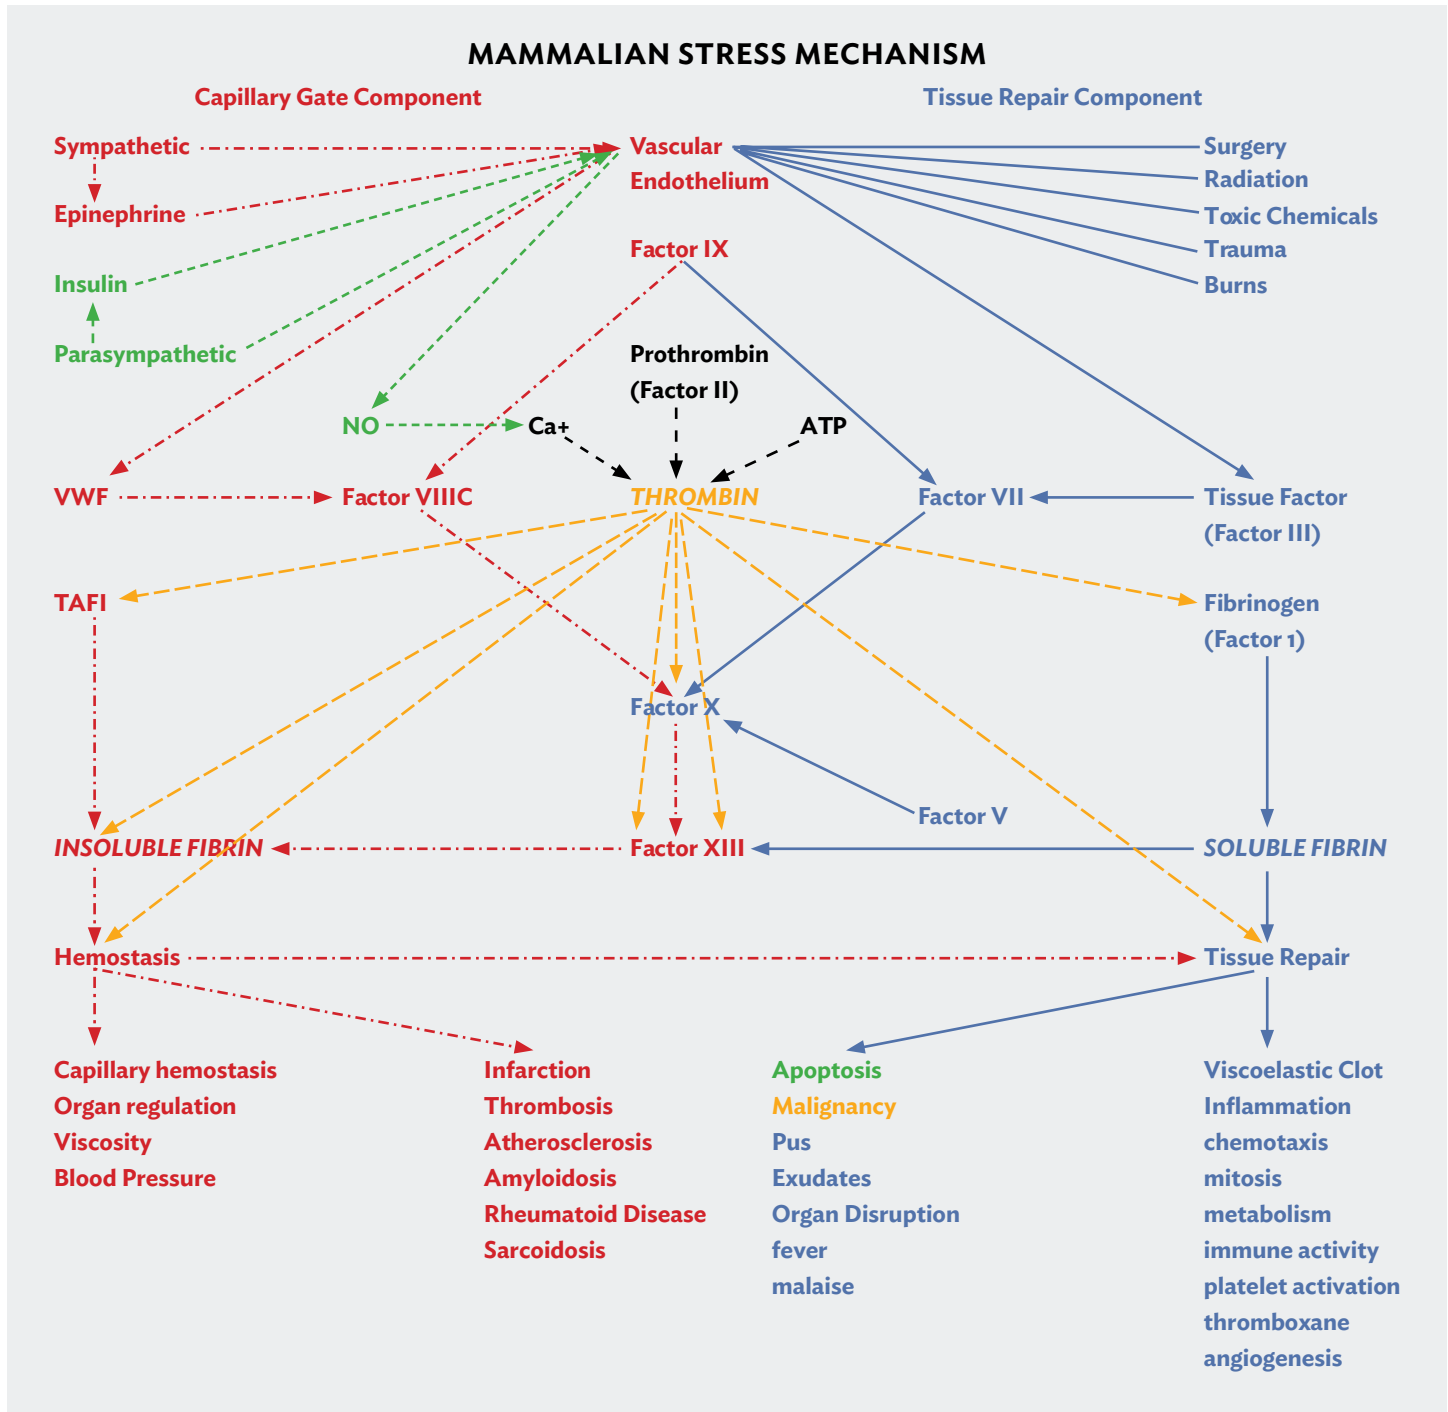 MAMMALIAN STRESS MECHANISM
Capillary Gate Component
Tissue Repair Component
Sympathetic
Vascular
Endothelium
Surgery
Radiation
Toxic Chemicals
Trauma
Burns
Epinephrine
Factor IX
Insulin
Parasympathetic
Prothrombin
(Factor II)
NO
Ca+
ATP
VWF
Factor VIIIC
THROMBIN
Factor VII
Tissue Factor
(Factor III)
TAFI
Fibrinogen
(Factor 1)
Factor X
Factor V
INSOLUBLE FIBRIN
Factor XIII
SOLUBLE FIBRIN
Hemostasis
Tissue Repair
Capillary hemostasis
Organ regulation
Viscosity
Blood Pressure
Infarction
Thrombosis
Atherosclerosis
Amyloidosis
Rheumatoid Disease
Sarcoidosis
Apoptosis
Malignancy
Pus
Exudates
Organ Disruption
fever
malaise
Viscoelastic Clot
Inflammation
chemotaxis
mitosis
metabolism
immune activity
platelet activation
thromboxane
angiogenesis